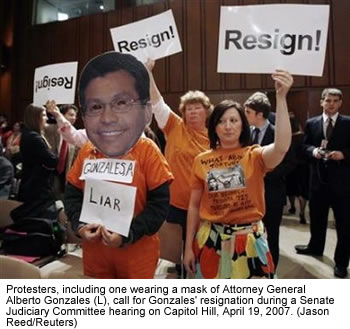 Resign!
Resign!
Resign!
GONZALES, A
LIAR
Protesters, including one wearing a mask of Attorney General
Alberto Gonzales (L), call for Gonzales' resignation during a Senate
Judiciary Committee hearing on Capitol Hill, April 19, 2007. (Jason
Reed/Reuters)